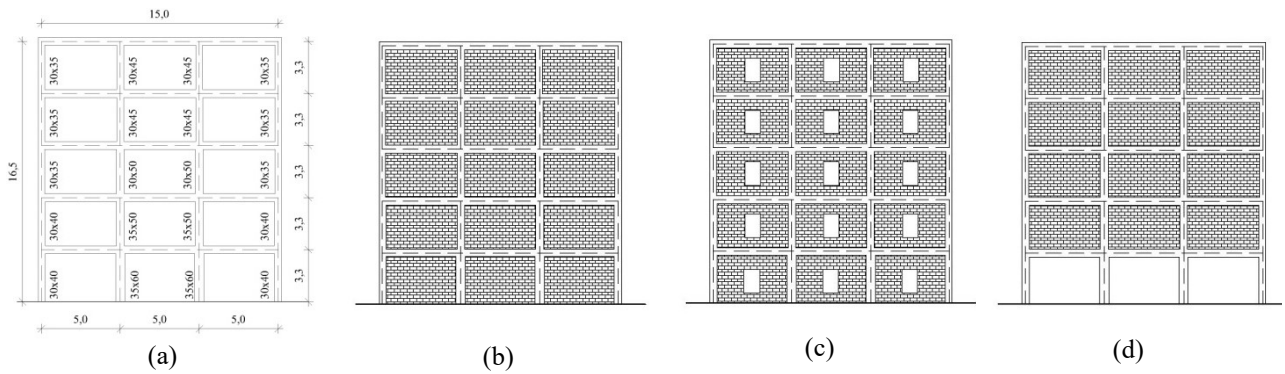 15,0
30x35 30x45 30x45 30x35 3,3
30x35 30x45 30x45 30x35 3,3
16,5 30x35 30x50 30x50 30x35 3,3
30x40 35x50 35x50 30x40 3,3
30x40 35x60 35x60 30x40 3,3
5,0 5,0 5,0
(a) (b) (c) (d)